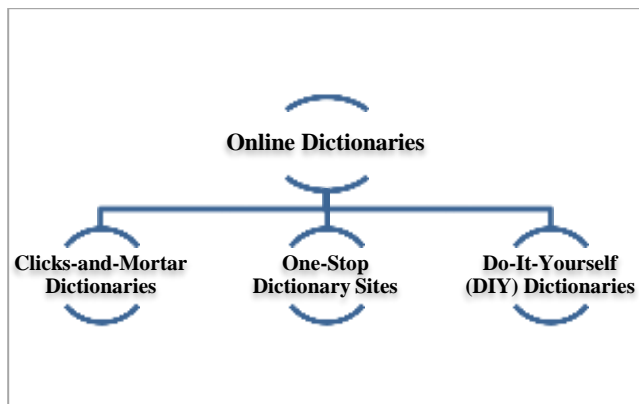 Online Dictionaries
Clicks-and-Mortar
Dictionaries
One-Stop
Dictionary Sites
Do-It-Yourself
(DIY) Dictionaries